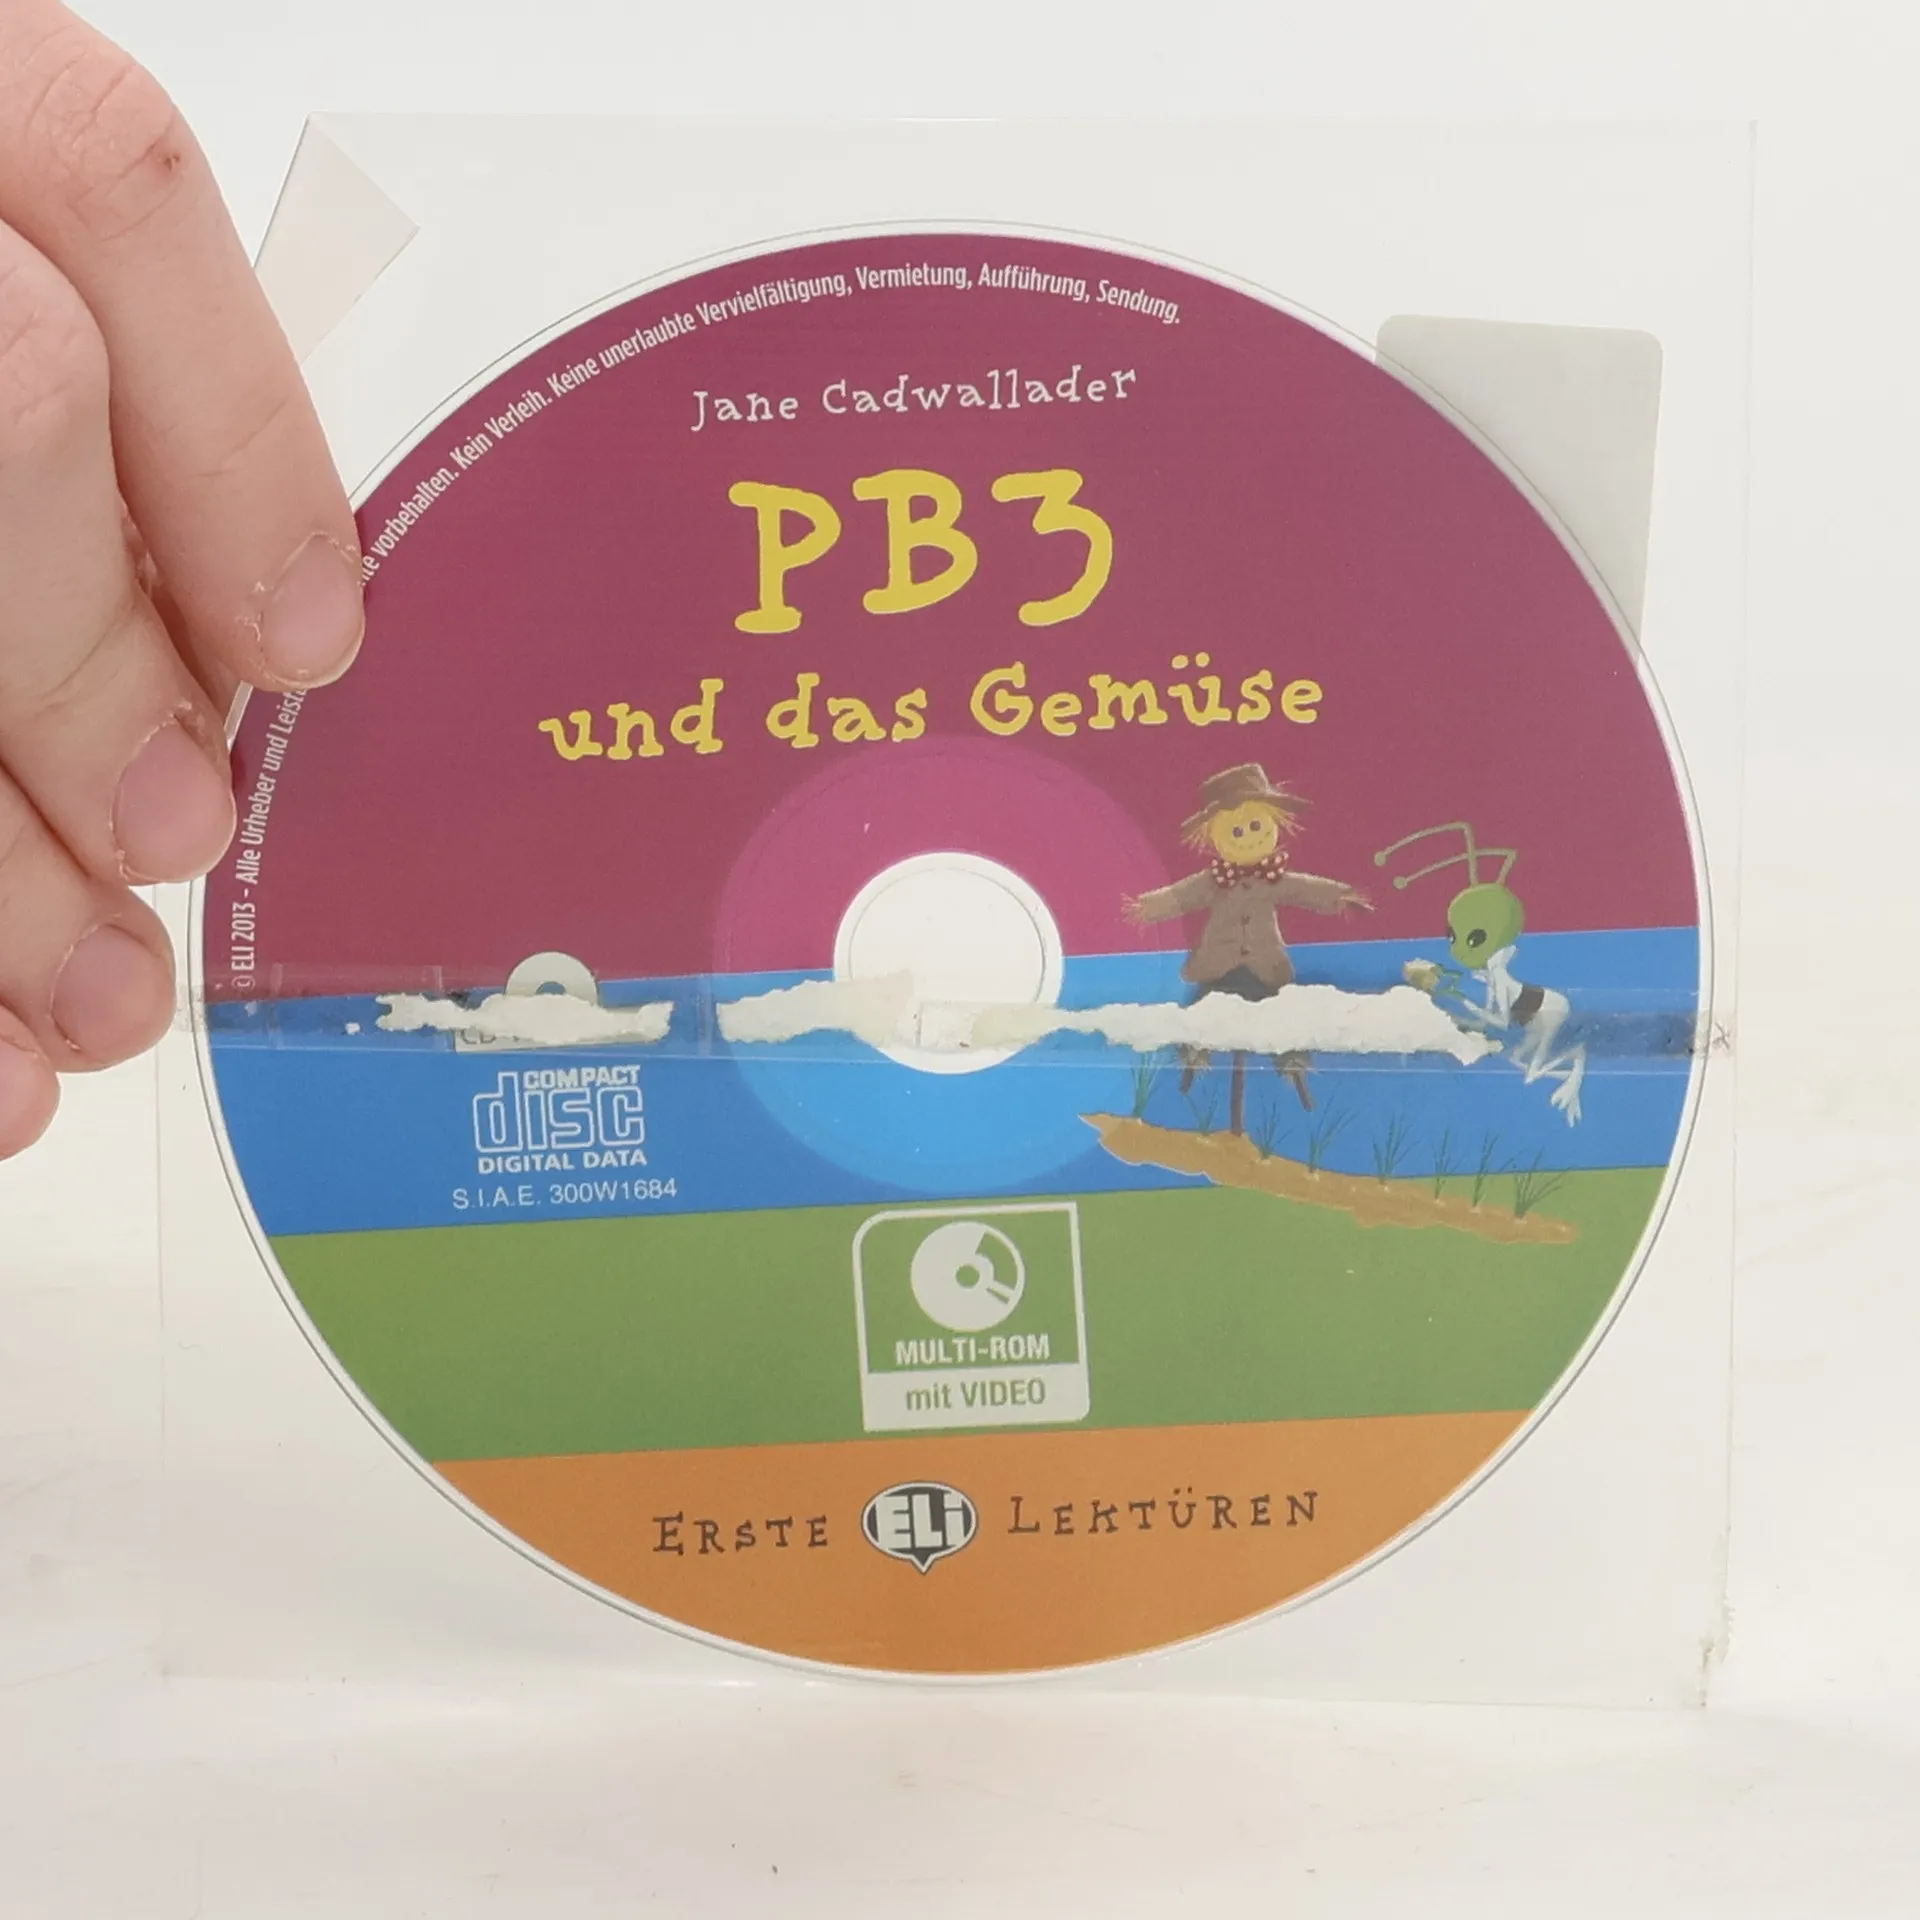 © ELI 2013 - Alle Urheber und vorbehalten. Kein Verleih. Keine unerlaubte Vervielfältigung, Vermietung, Aufführung, Sendung.
Jane Cadwallader
PB3
und das Gemüse
COMPACT
disc
DIGITAL DATA
S.I.A.E. 300W1684
MULTI-ROM
mit VIDEO
ERSTE ELi LEKTÜREN